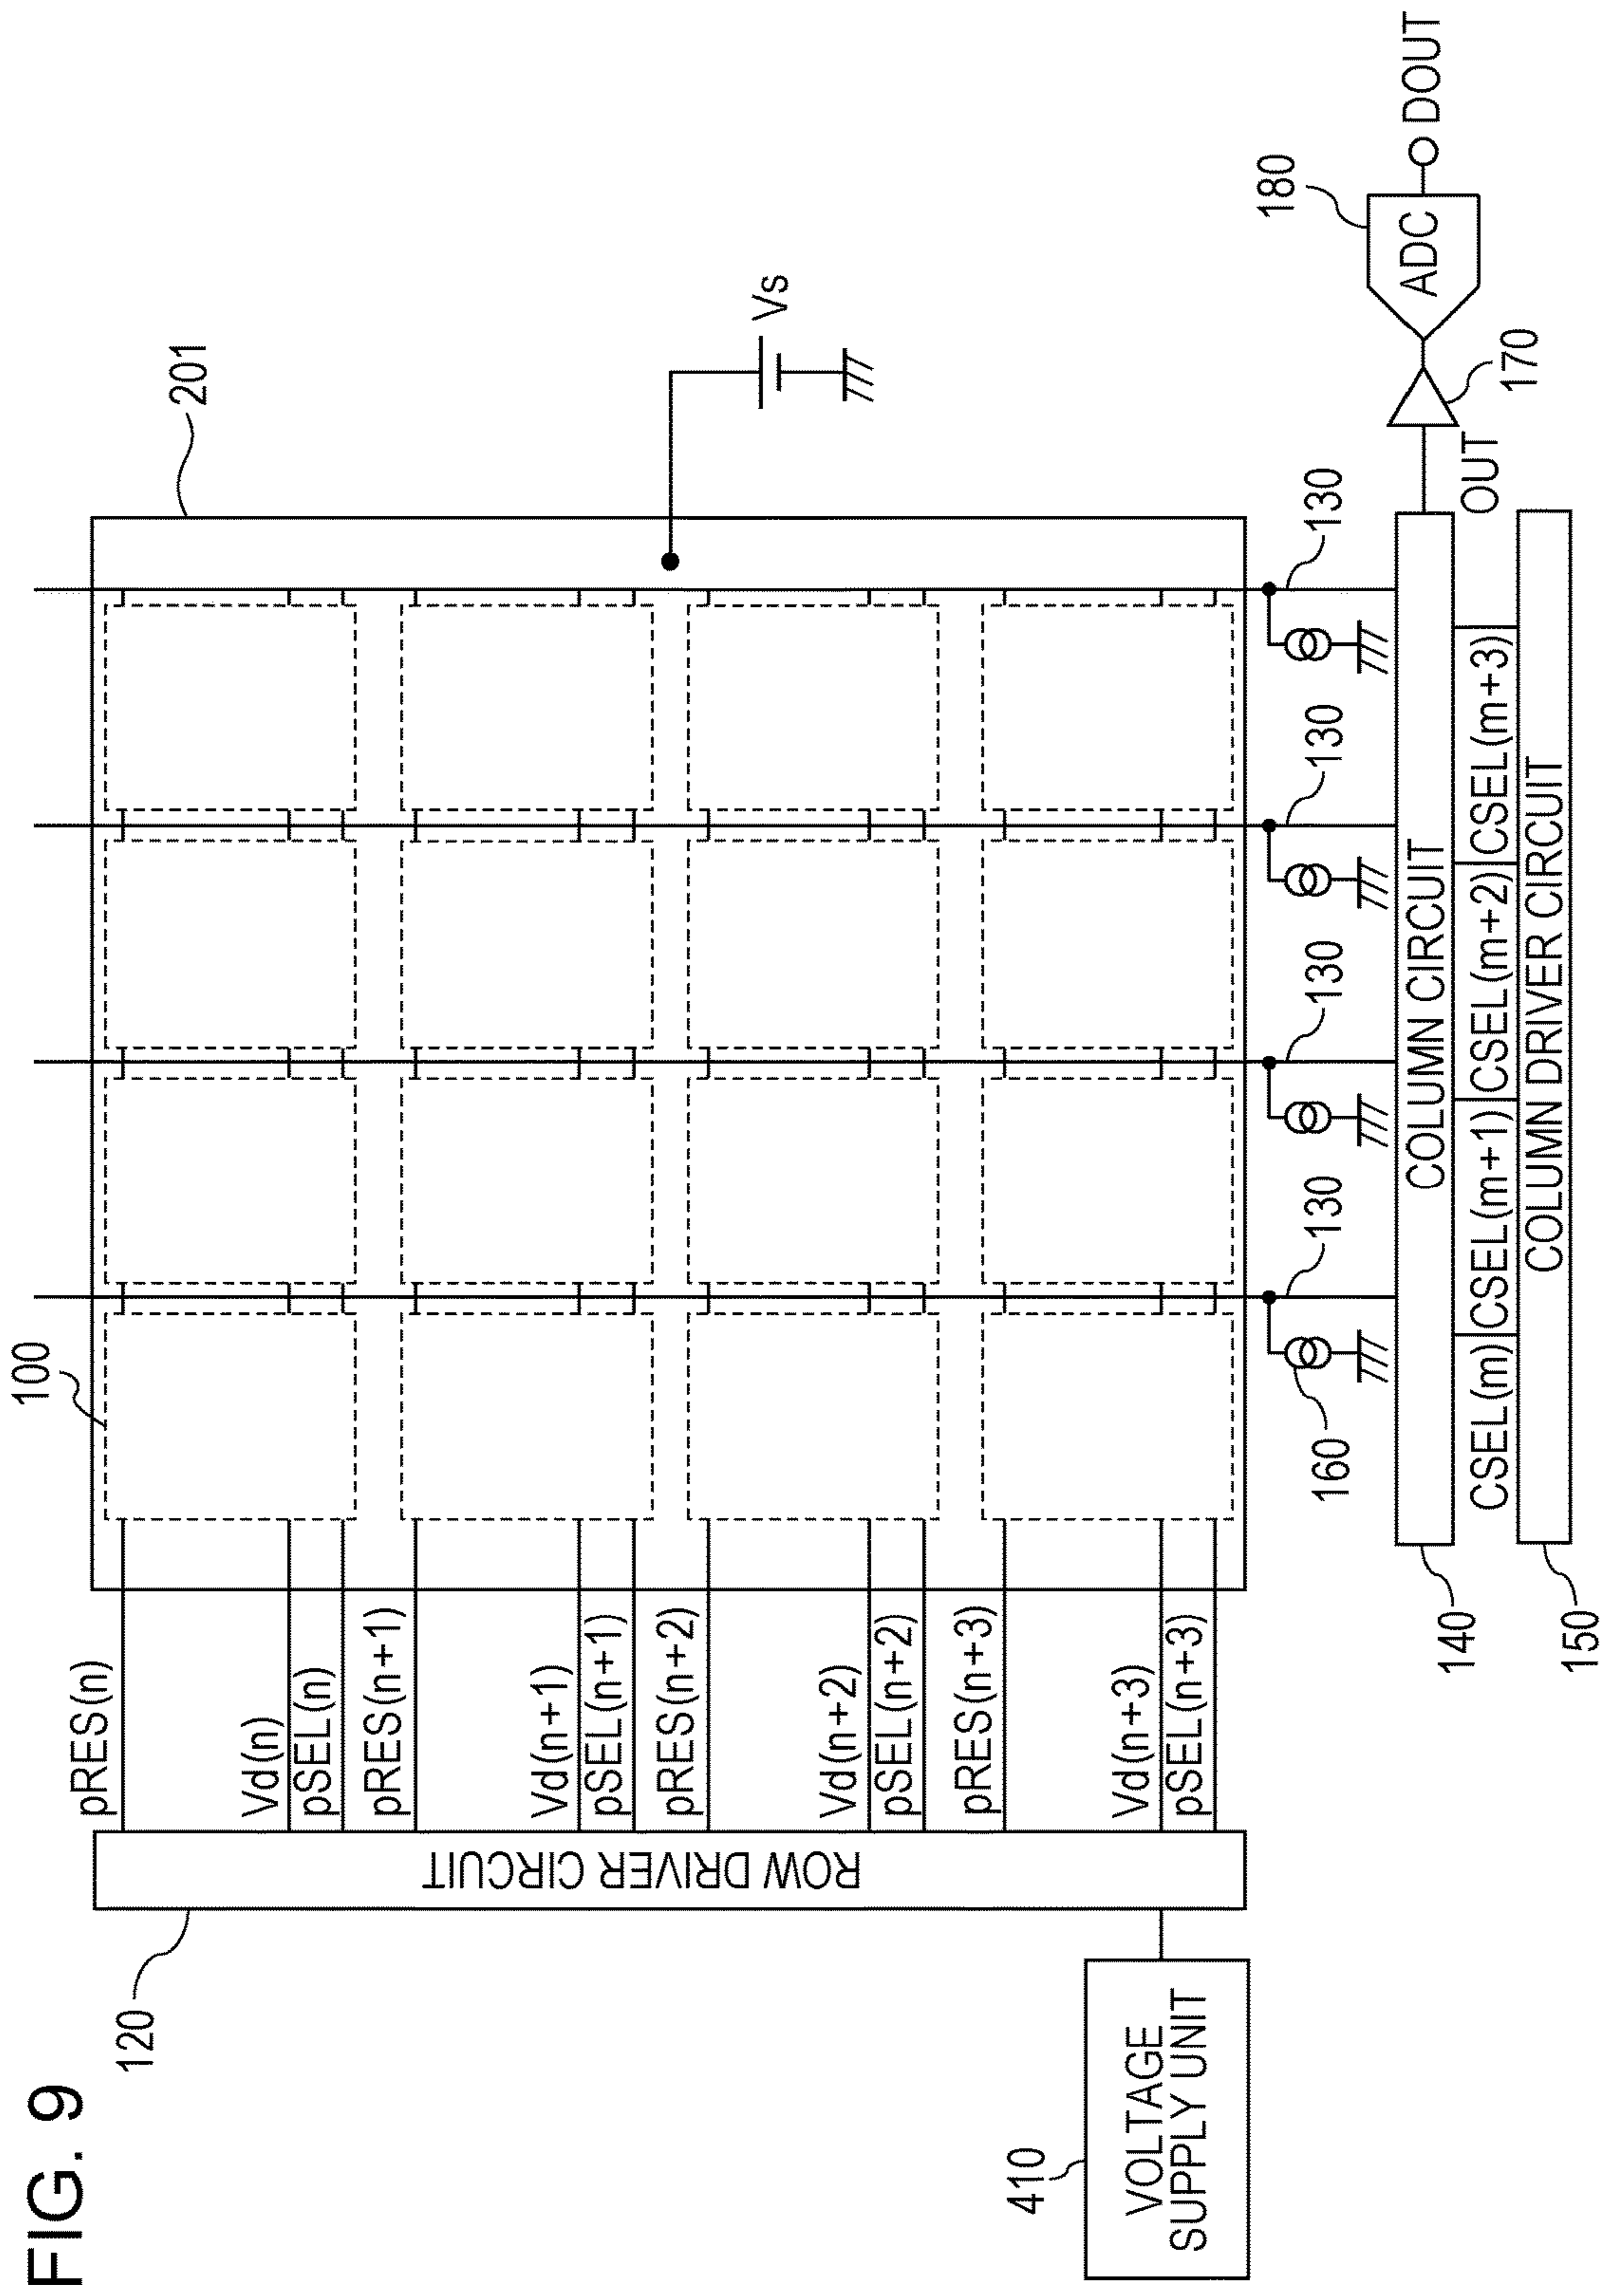 FIG. 9
410
VOLTAGE
SUPPLY UNIT
120
ROW DRIVER CIRCUIT
pRES(n)
Vd(n)
pSEL(n)
pRES(n+1)
Vd(n+1)
pSEL(n+1)
pRES(n+2)
Vd(n+2)
pSEL(n+2)
pRES(n+3)
Vd(n+3)
pSEL(n+3)
100
201
Vs
160
130
130
130
130
140
COLUMN CIRCUIT
OUT
170
180
ADC
DOUT
CSEL(m)
CSEL(m+1)
CSEL(m+2)
CSEL(m+3)
150
COLUMN DRIVER CIRCUIT